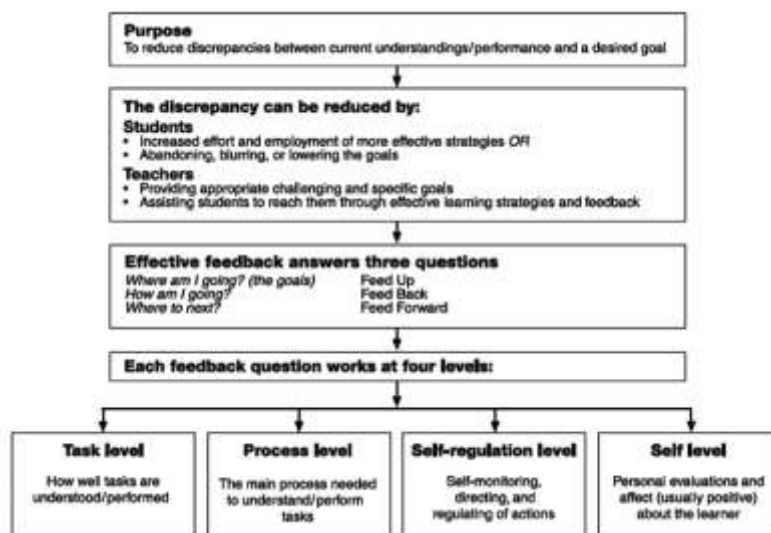 Purpose
To reduce discrepancies between current understandings/performance and a desired goal
The discrepancy can be reduced by:
Students
• Increased effort and employment of more effective strategies OR
• Abandoning, blurring, or lowering the goals
Teachers
• Providing appropriate challenging and specific goals
• Assisting students to reach them through effective learning strategies and feedback
Effective feedback answers three questions
Where am I going? (the goals) Feed Up
How am I going? Feed Back
Where to next? Feed Forward
Each feedback question works at four levels:
Task level
How well tasks are
understood/performed
Process level
The main process needed
to understand/perform
tasks
Self-regulation level
Self-monitoring,
directing, and
regulating of actions
Self level
Personal evaluations and
affect (usually positive)
about the learner